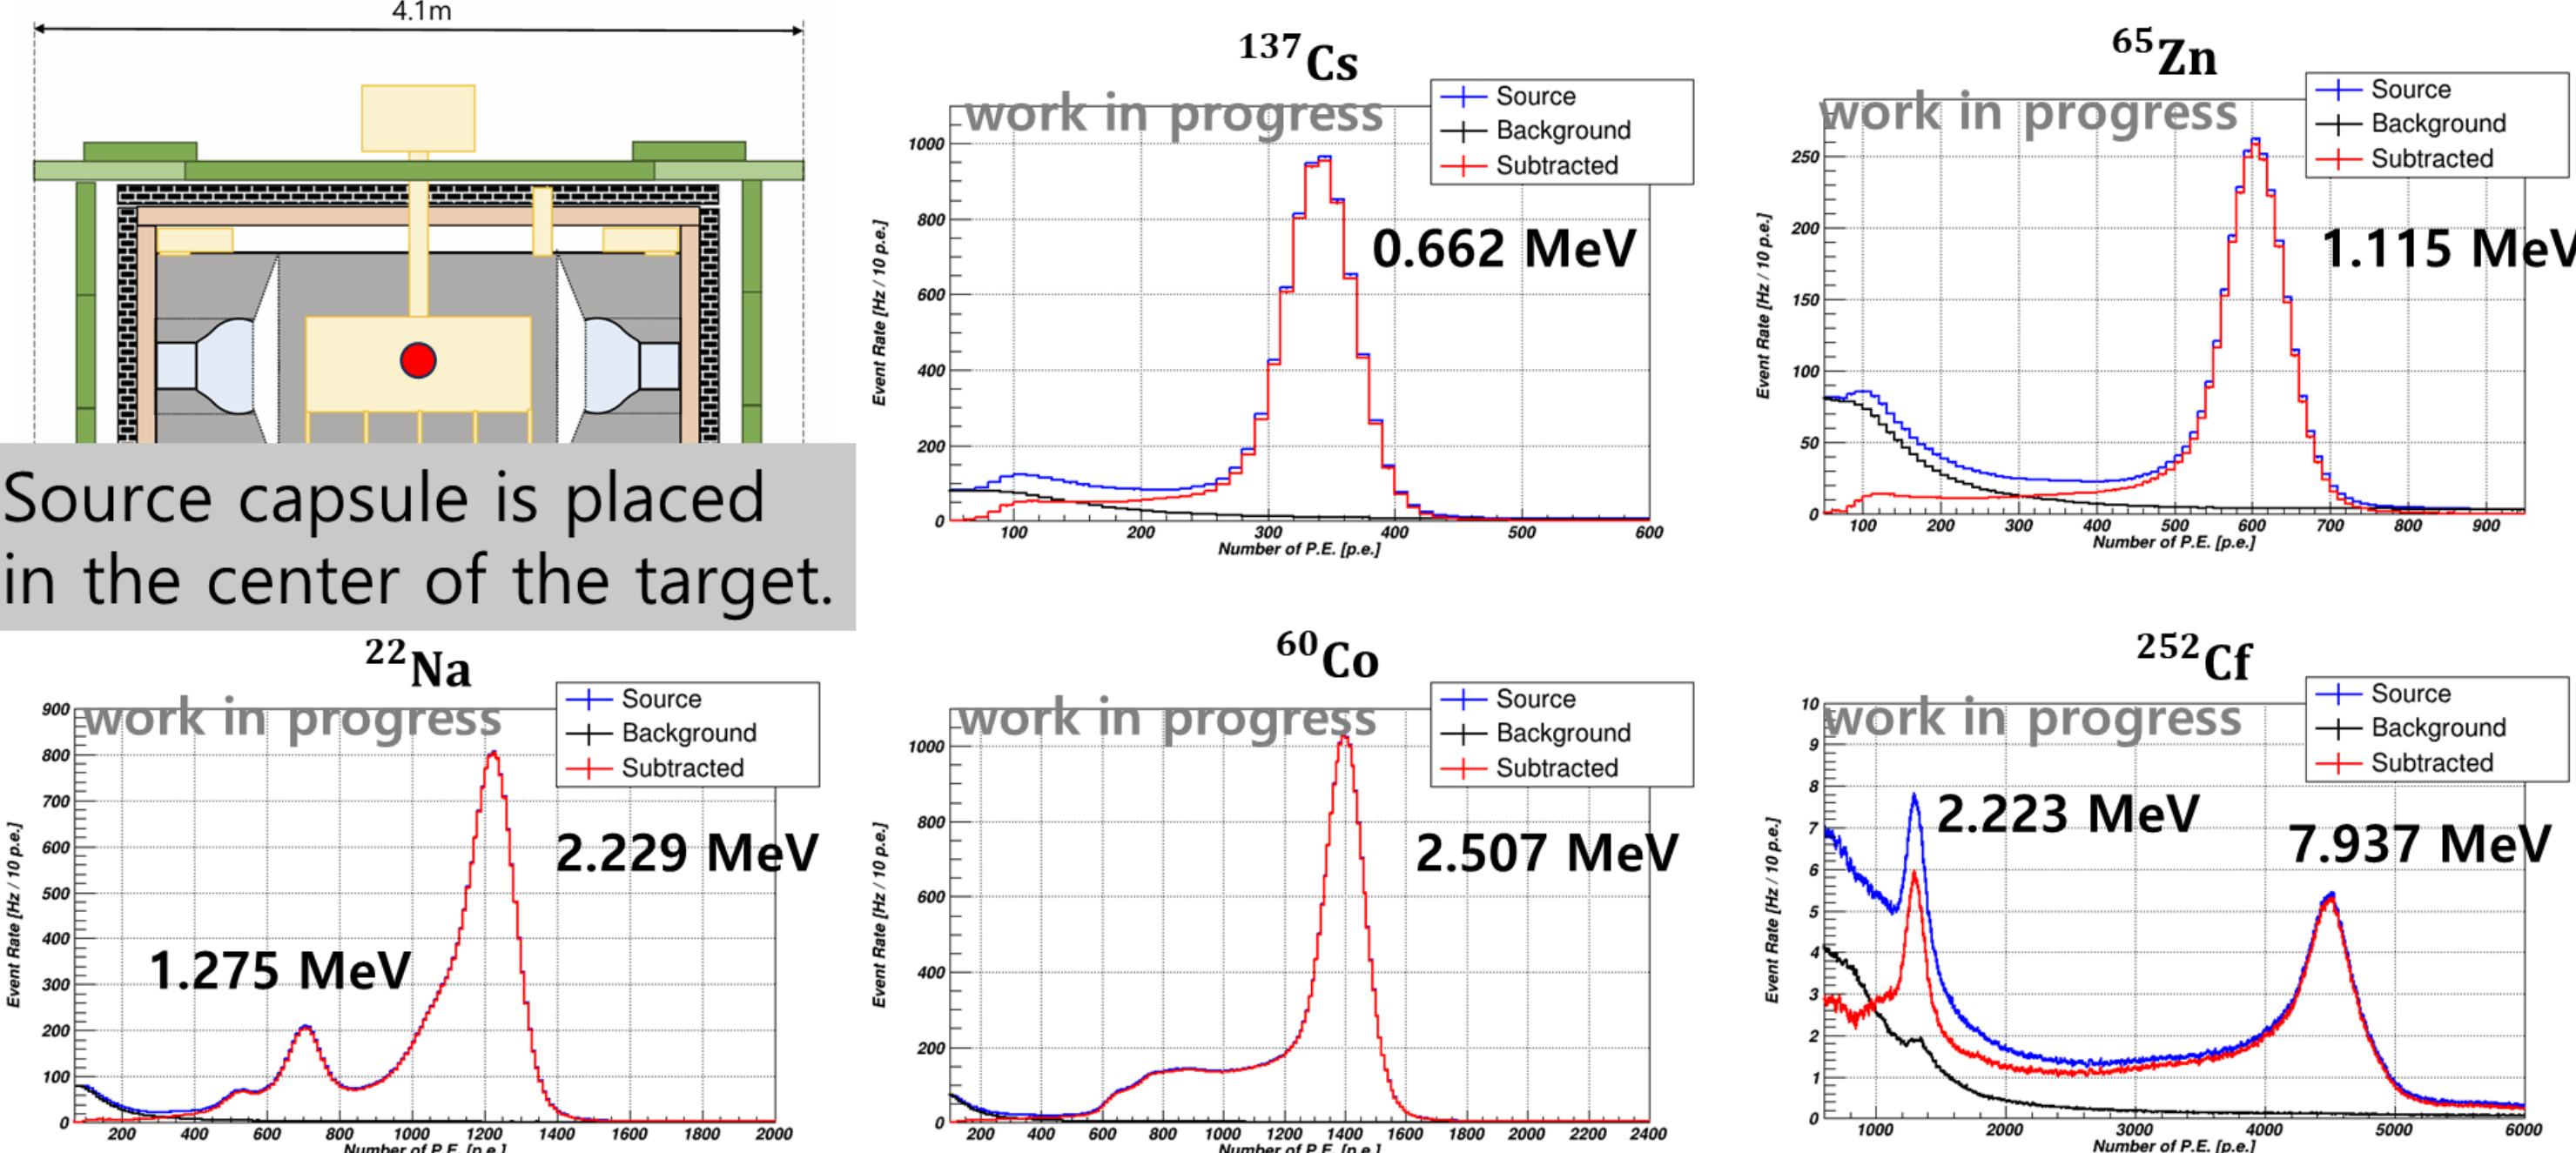 4.1m
Source capsule is placed
in the center of the target.
137Cs
work in progress
Source
Background
Subtracted
0.662 MeV
Event Rate [Hz / 10 p.e.]
1000
800
600
400
200
0
100 200 300 400 500 600
Number of P.E. [p.e.]
65Zn
work in progress
Source
Background
Subtracted
1.115 MeV
Event Rate [Hz / 10 p.e.]
250
200
150
100
50
0
100 200 300 400 500 600 700 800 900
Number of P.E. [p.e.]
22Na
work in progress
Source
Background
Subtracted
2.229 MeV
1.275 MeV
Event Rate [Hz / 10 p.e.]
900
800
700
600
500
400
300
200
100
0
200 400 600 800 1000 1200 1400 1600 1800 2000
Number of P.E. [p.e.]
60Co
work in progress
Source
Background
Subtracted
2.507 MeV
Event Rate [Hz / 10 p.e.]
1000
800
600
400
200
0
200 400 600 800 1000 1200 1400 1600 1800 2000 2200 2400
Number of P.E. [p.e.]
252Cf
work in progress
Source
Background
Subtracted
2.223 MeV
7.937 MeV
Event Rate [Hz / 10 p.e.]
10
9
8
7
6
5
4
3
2
1
0
1000 2000 3000 4000 5000 6000
Number of P.E. [p.e.]